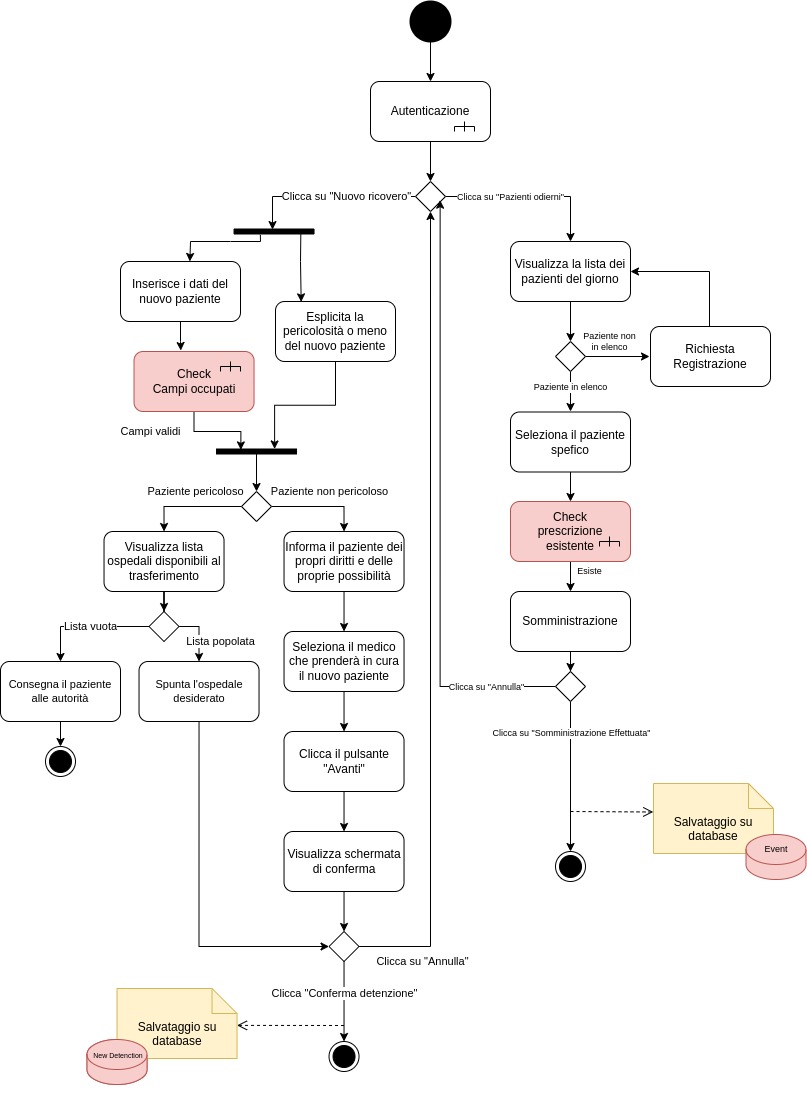 Autenticazione
Clicca su "Nuovo ricovero"
Clicca su "Pazienti odierni"
Inserisce i dati del
nuovo paziente
Esplicita la
pericolosità o meno
del nuovo paziente
Visualizza la lista dei
pazienti del giorno
Paziente non
in elenco
Richiesta
Registrazione
Check
Campi occupati
Paziente in elenco
Campi validi
Seleziona il paziente
spefico
Paziente pericoloso
Paziente non pericoloso
Check
prescrizione
esistente
Visualizza lista
ospedali disponibili al
trasferimento
Informa il paziente dei
propri diritti e delle
proprie possibilità
Esiste
Somministrazione
Lista vuota
Lista popolata
Seleziona il medico
che prenderà in cura
il nuovo paziente
Consegna il paziente
alle autorità
Spunta l'ospedale
desiderato
Clicca su "Annulla"
Clicca su "Somministrazione Effettuata"
Clicca il pulsante
"Avanti"
Salvataggio su
database
Event
Visualizza schermata
di conferma
Clicca su "Annulla"
Clicca "Conferma detenzione"
Salvataggio su
database
New Detenction